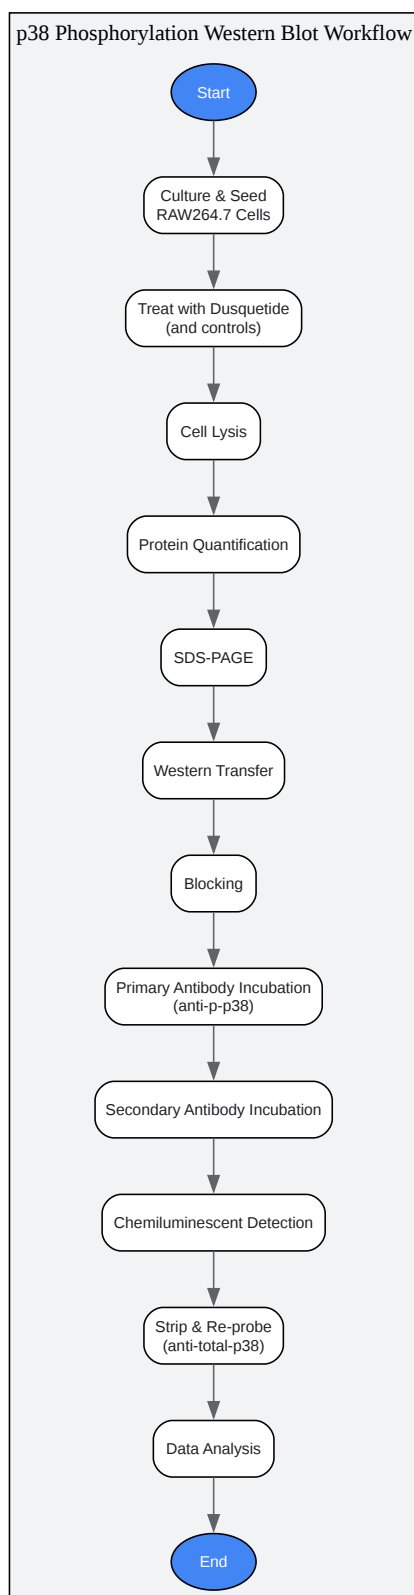 p38 Phosphorylation Western Blot Workflow
Start
Culture & Seed
RAW264.7 Cells
Treat with Dusquetide
(and controls)
Cell Lysis
Protein Quantification
SDS-PAGE
Western Transfer
Blocking
Primary Antibody Incubation
(anti-p-p38)
Secondary Antibody Incubation
Chemiluminescent Detection
Strip & Re-probe
(anti-total-p38)
Data Analysis
End